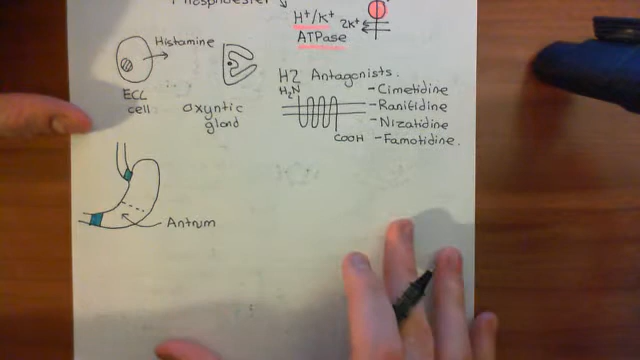 Phosphodiester
H⁺/K⁺
ATPase
2K⁺
Histamine
ECL
cell
oxyntic
gland
H2 Antagonists.
H₂N
COOH
- Cimetidine
- Ranitidine
- Nizatidine
- Famotidine.
Antrum